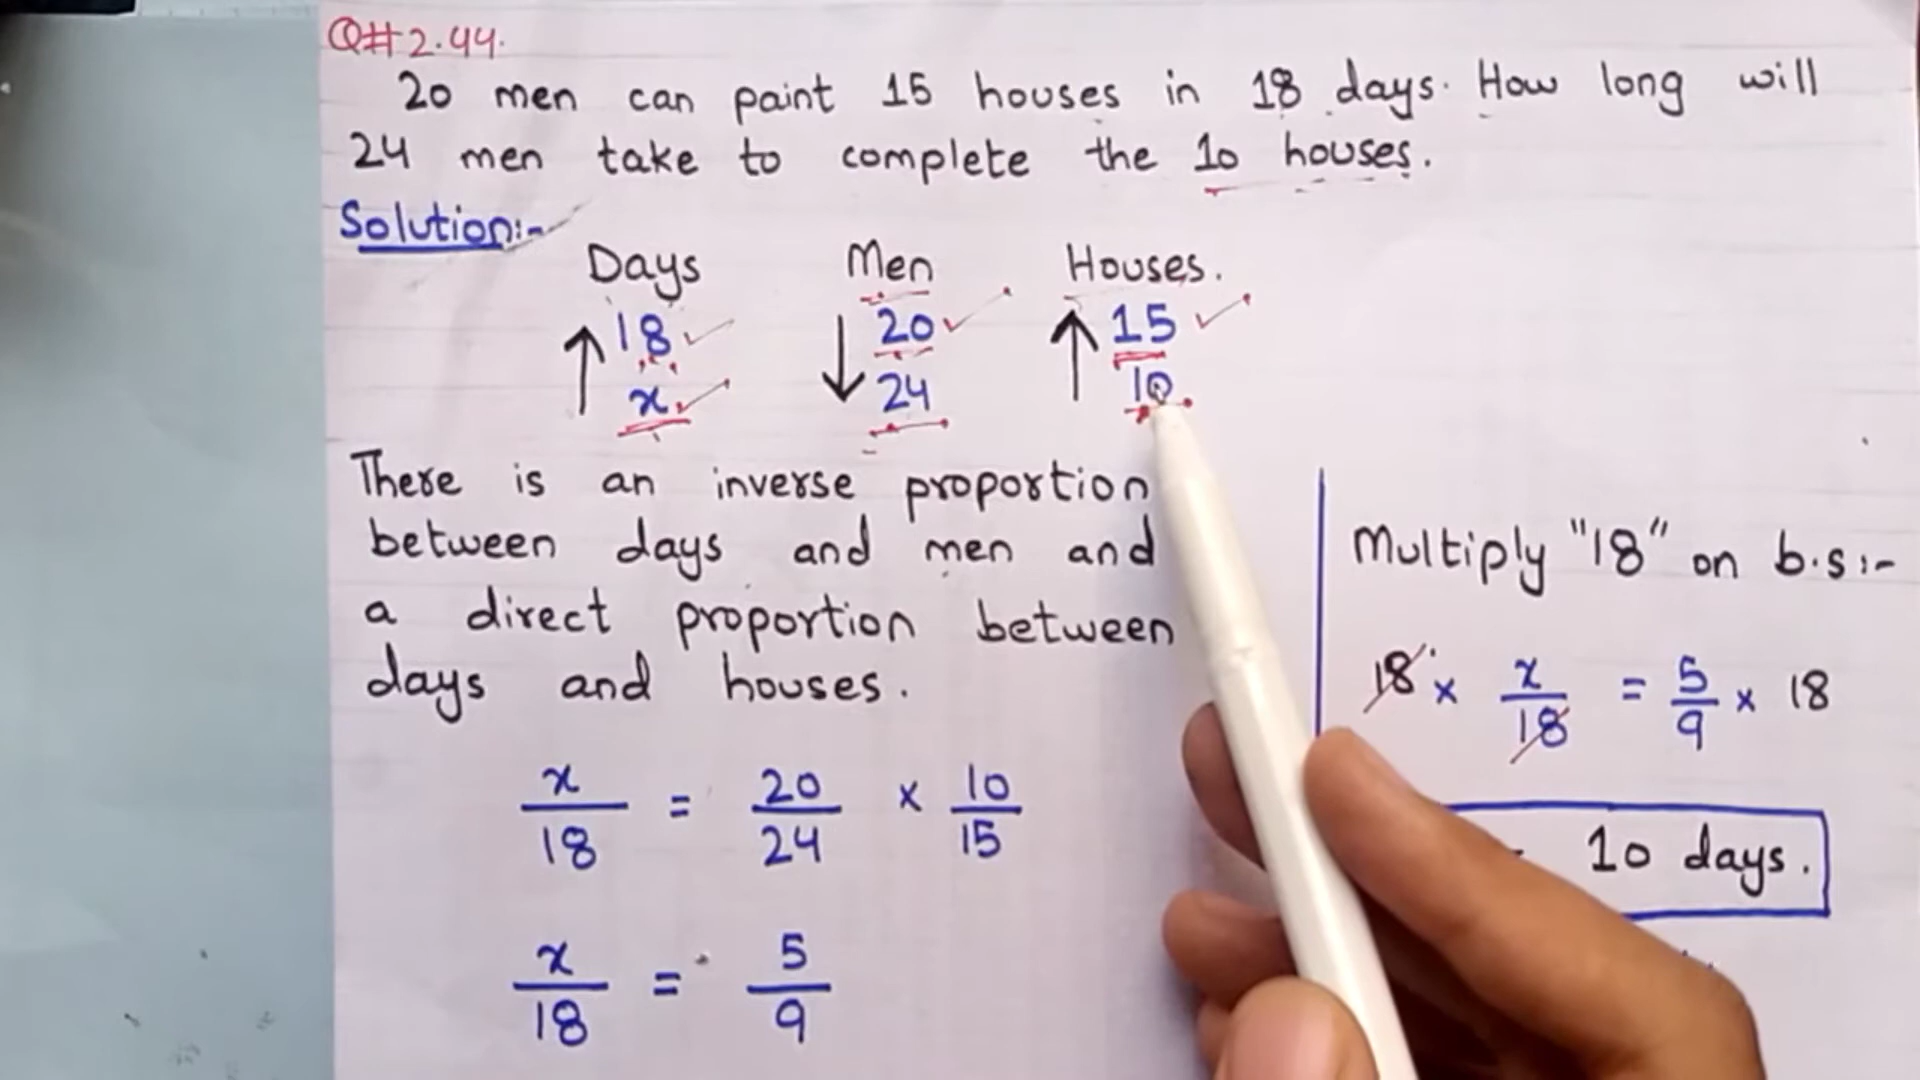 Q#2.44.
20 men can paint 15 houses in 18 days. How long will
24 men take to complete the 10 houses.
Solution:-
Days Men Houses.
18 20 15
x 24 10
There is an inverse proportion
between days and men and
a direct proportion between
days and houses.
x/18 = 20/24 × 10/15
x/18 = 5/9
Multiply "18" on b.s:-
18 × x/18 = 5/9 × 18
10 days.